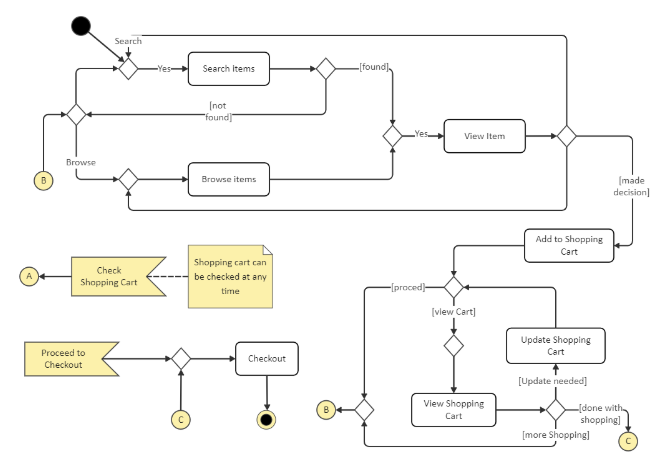 Search
Yes
Search Items
[found]
[not
found]
Yes
View Item
Browse
B
Browse items
[made
decision]
Add to Shopping
Cart
A
Check
Shopping Cart
Shopping cart can
be checked at any
time
[proced]
[view Cart]
Proceed to
Checkout
Checkout
Update Shopping
Cart
[Update needed]
B
View Shopping
Cart
[done with
shopping]
C
C
[more Shopping]